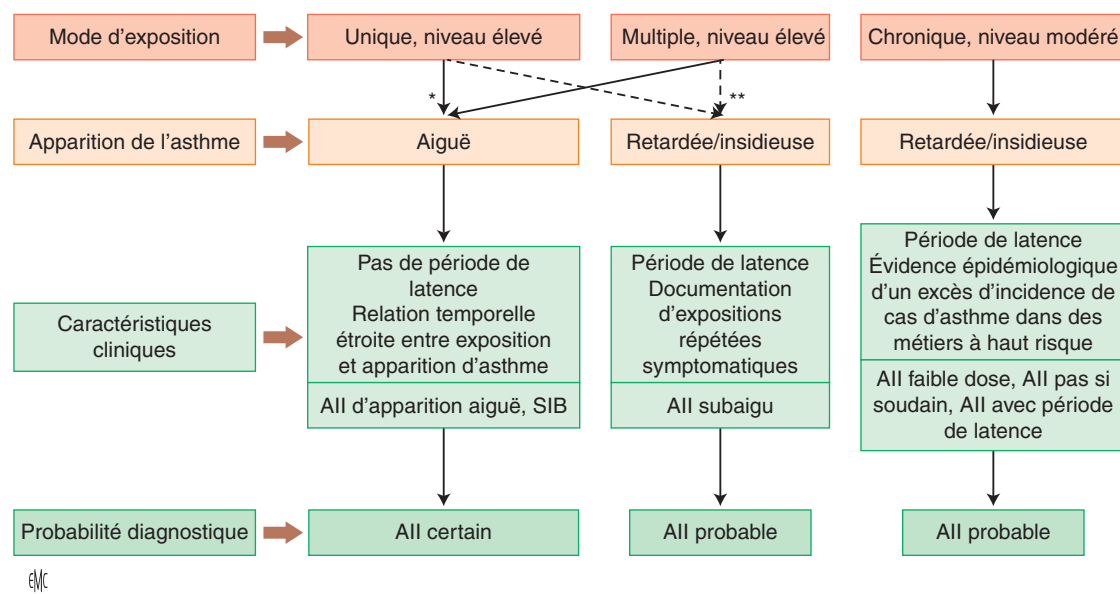 Mode d'exposition
Unique, niveau élevé
Multiple, niveau élevé
Chronique, niveau modéré
*
**
Apparition de l'asthme
Aiguë
Retardée/insidieuse
Retardée/insidieuse
Caractéristiques
cliniques
Pas de période de
latence
Relation temporelle
étroite entre exposition
et apparition d'asthme
AII d'apparition aiguë, SIB
Période de latence
Documentation
d'expositions
répétées
symptomatiques
AII subaigu
Période de latence
Évidence épidémiologique
d'un excès d'incidence de
cas d'asthme dans des
métiers à haut risque
AII faible dose, AII pas si
soudain, AII avec période
de latence
Probabilité diagnostique
AII certain
AII probable
AII probable
EMC